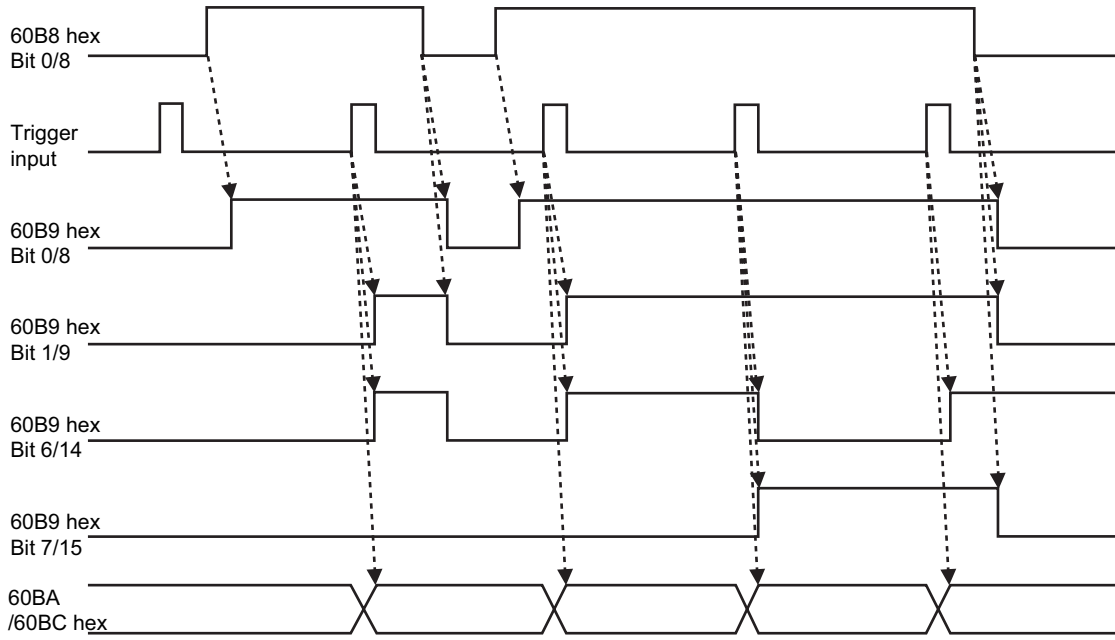 60B8 hex
Bit 0/8
Trigger
input
60B9 hex
Bit 0/8
60B9 hex
Bit 1/9
60B9 hex
Bit 6/14
60B9 hex
Bit 7/15
60BA
/60BC hex